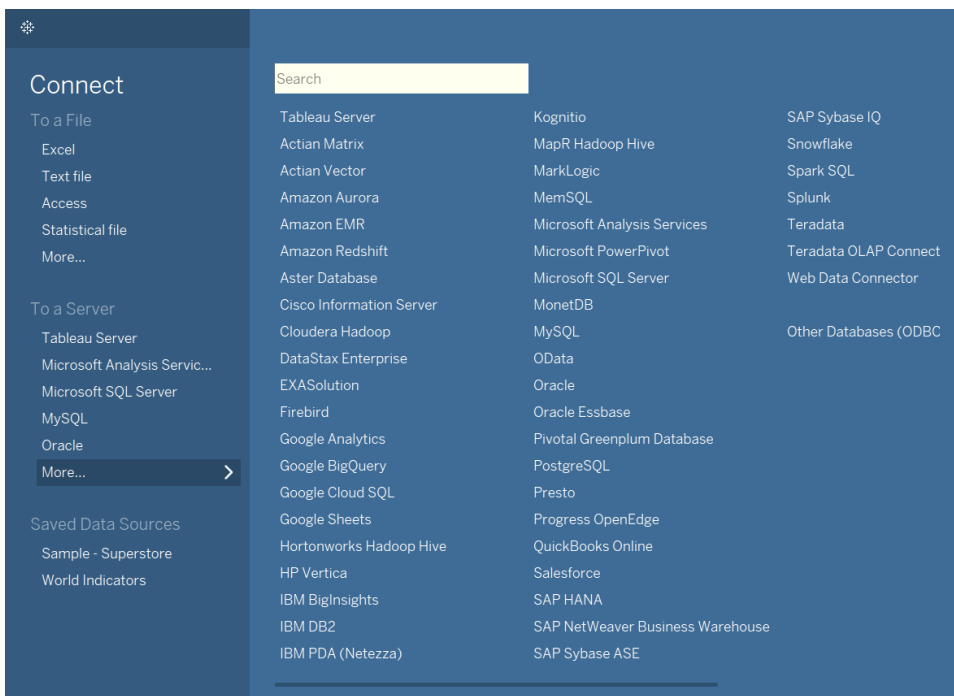 Connect
To a File
Excel
Text file
Access
Statistical file
More...
To a Server
Tableau Server
Microsoft Analysis Servic...
Microsoft SQL Server
MySQL
Oracle
More...
Saved Data Sources
Sample - Superstore
World Indicators
Search
Tableau Server
Actian Matrix
Actian Vector
Amazon Aurora
Amazon EMR
Amazon Redshift
Aster Database
Cisco Information Server
Cloudera Hadoop
DataStax Enterprise
EXASolution
Firebird
Google Analytics
Google BigQuery
Google Cloud SQL
Google Sheets
Hortonworks Hadoop Hive
HP Vertica
IBM BigInsights
IBM DB2
IBM PDA (Netezza)
Kognitio
MapR Hadoop Hive
MarkLogic
MemSQL
Microsoft Analysis Services
Microsoft PowerPivot
Microsoft SQL Server
MonetDB
MySQL
OData
Oracle
Oracle Essbase
Pivotal Greenplum Database
PostgreSQL
Presto
Progress OpenEdge
QuickBooks Online
Salesforce
SAP HANA
SAP NetWeaver Business Warehouse
SAP Sybase ASE
SAP Sybase IQ
Snowflake
Spark SQL
Splunk
Teradata
Teradata OLAP Connect
Web Data Connector
Other Databases (ODBC